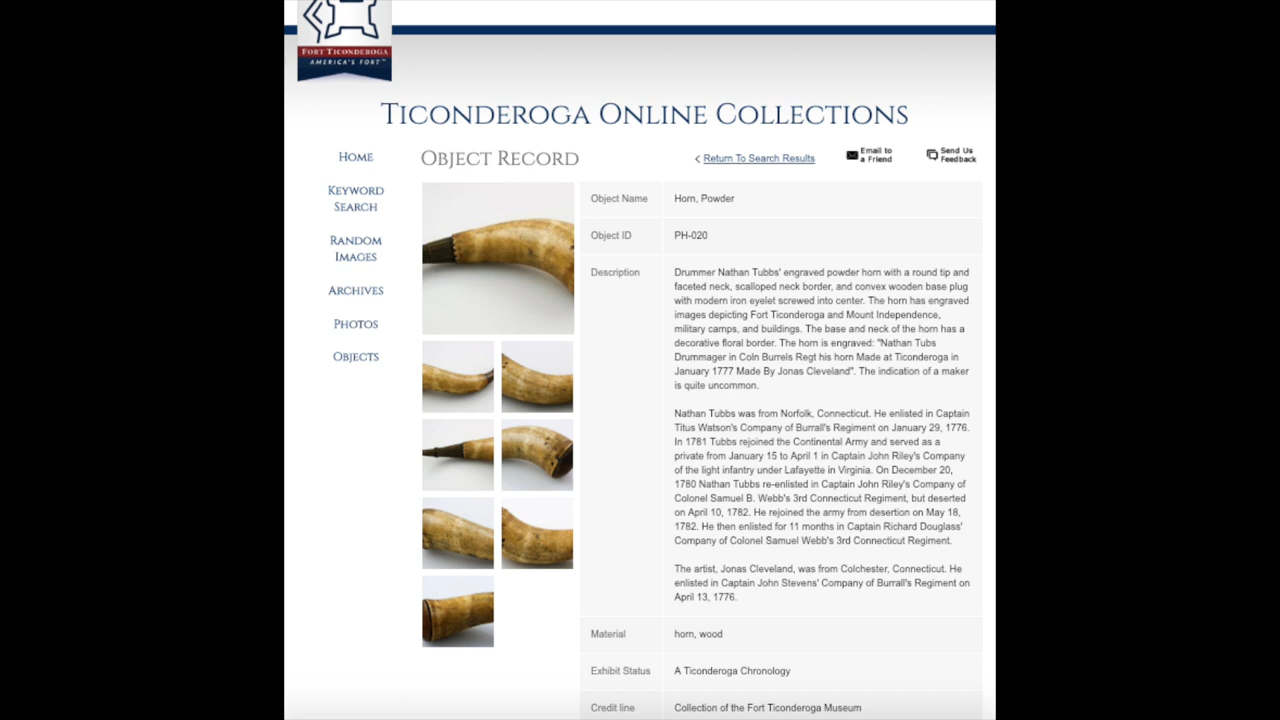 FORT TICONDEROGA
AMERICA'S FORT™
TICONDEROGA ONLINE COLLECTIONS
HOME
KEYWORD
SEARCH
RANDOM
IMAGES
ARCHIVES
PHOTOS
OBJECTS
OBJECT RECORD
< Return To Search Results
Email to
a Friend
Send Us
Feedback
Object Name
Horn, Powder
Object ID
PH-020
Description
Drummer Nathan Tubbs' engraved powder horn with a round tip and
faceted neck, scalloped neck border, and convex wooden base plug
with modern iron eyelet screwed into center. The horn has engraved
images depicting Fort Ticonderoga and Mount Independence,
military camps, and buildings. The base and neck of the horn has a
decorative floral border. The horn is engraved: "Nathan Tubs
Drummager in Coln Burrels Regt his horn Made at Ticonderoga in
January 1777 Made By Jonas Cleveland". The indication of a maker
is quite uncommon.
Nathan Tubbs was from Norfolk, Connecticut. He enlisted in Captain
Titus Watson's Company of Burrall's Regiment on January 29, 1776.
In 1781 Tubbs rejoined the Continental Army and served as a
private from January 15 to April 1 in Captain John Riley's Company
of the light infantry under Lafayette in Virginia. On December 20,
1780 Nathan Tubbs re-enlisted in Captain John Riley's Company of
Colonel Samuel B. Webb's 3rd Connecticut Regiment, but deserted
on April 10, 1782. He rejoined the army from desertion on May 18,
1782. He then enlisted for 11 months in Captain Richard Douglass'
Company of Colonel Samuel Webb's 3rd Connecticut Regiment.
The artist, Jonas Cleveland, was from Colchester, Connecticut. He
enlisted in Captain John Stevens' Company of Burrall's Regiment on
April 13, 1776.
Material
horn, wood
Exhibit Status
A Ticonderoga Chronology
Credit line
Collection of the Fort Ticonderoga Museum